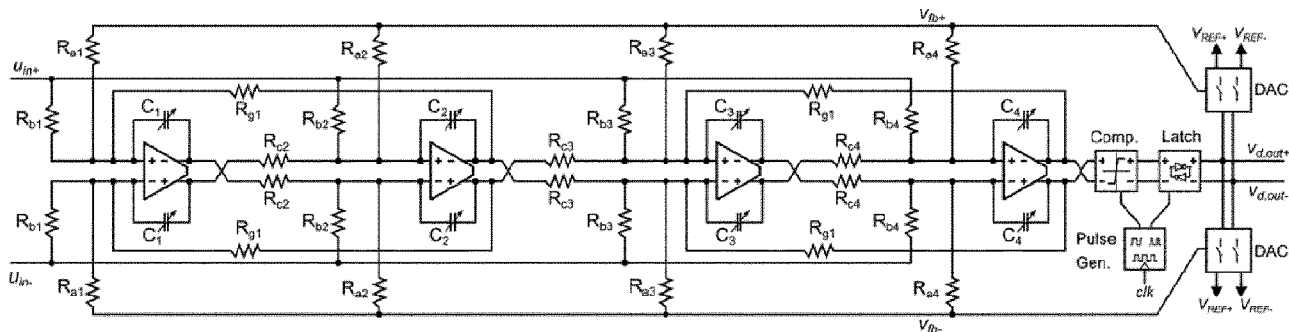 Vfb+
VREF+ VREF-
Ra1 Ra2 Ra3 Ra4
DAC
uin+
C1 Rg1 C2 C3 Rg1 C4
Rb1 Rb2 Rb3 Rb4
Rc2 Rc3 Rc4
Comp. Latch
Vd,out+
Vd,out-
Rc2 Rc3 Rc4
Rb1 Rb2 Rb3 Rb4
C1 Rg1 C2 C3 Rg1 C4
Pulse
Gen.
clk
DAC
uin-
Ra1 Ra2 Ra3 Ra4
VREF+ VREF-
Vfb-